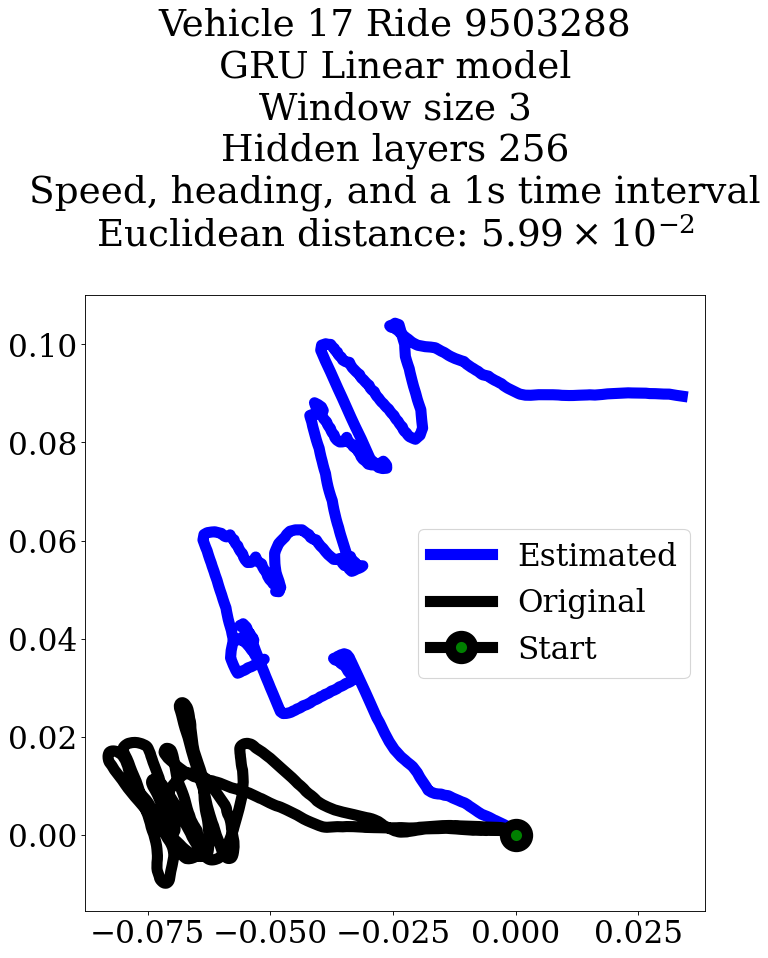 Vehicle 17 Ride 9503288
GRU Linear model
Window size 3
Hidden layers 256
Speed, heading, and a 1s time interval
Euclidean distance: 5.99 × 10⁻²
0.10
0.08
0.06
0.04
0.02
0.00
Estimated
Original
Start
−0.075 −0.050 −0.025 0.000 0.025